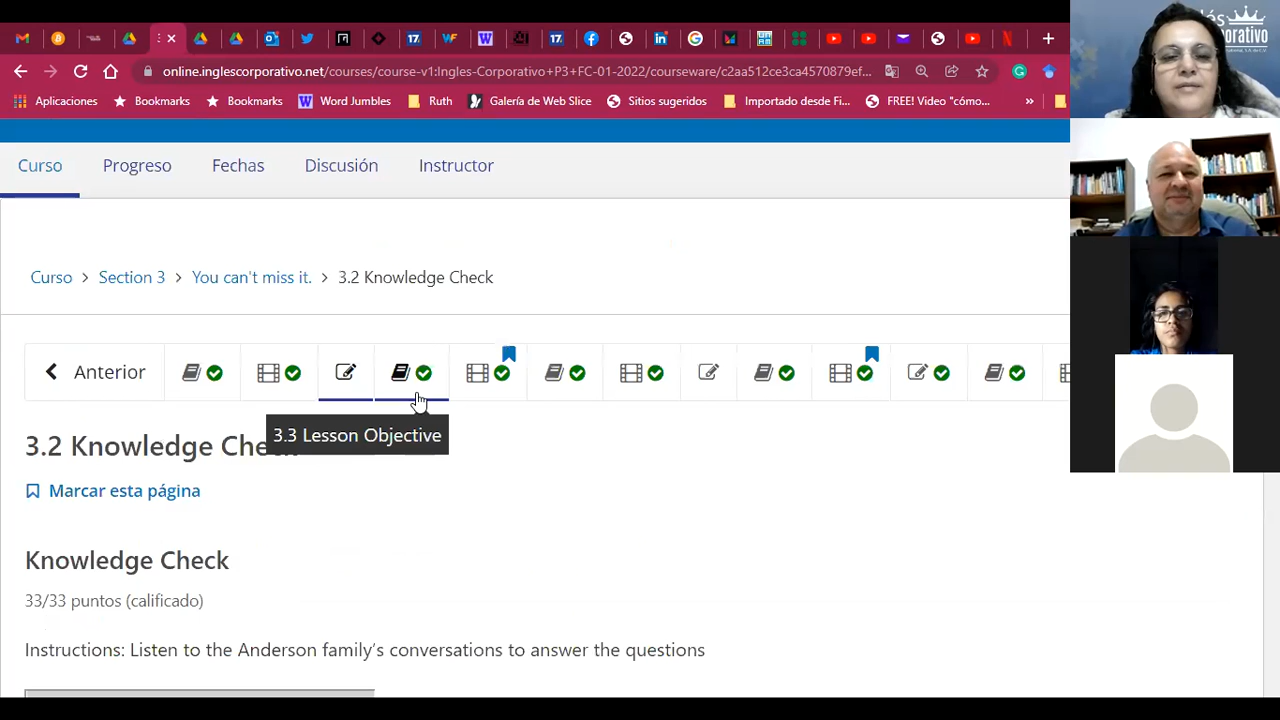 online.inglescorporativo.net/courses/course-v1:Ingles-Corporativo+P3+FC-01-2022/courseware/c2aa512ce3ca4570879ef...
Aplicaciones Bookmarks Bookmarks Word Jumbles Ruth Galería de Web Slice Sitios sugeridos Importado desde Fi... FREE! Video "cómo... »
Curso Progreso Fechas Discusión Instructor
Curso > Section 3 > You can't miss it. > 3.2 Knowledge Check
Anterior
3.3 Lesson Objective
3.2 Knowledge Check
Marcar esta página
Knowledge Check
33/33 puntos (calificado)
Instructions: Listen to the Anderson family's conversations to answer the questions